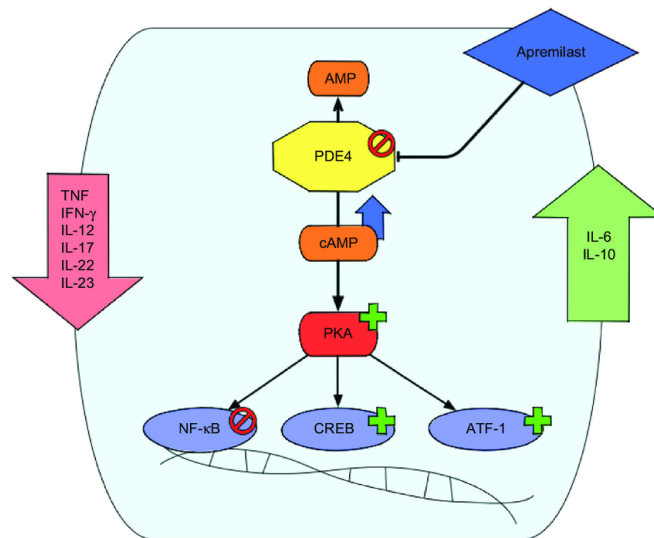 Apremilast
AMP
PDE4
TNF
IFN-γ
IL-12
IL-17
IL-22
IL-23
cAMP
IL-6
IL-10
PKA
NF-κB
CREB
ATF-1